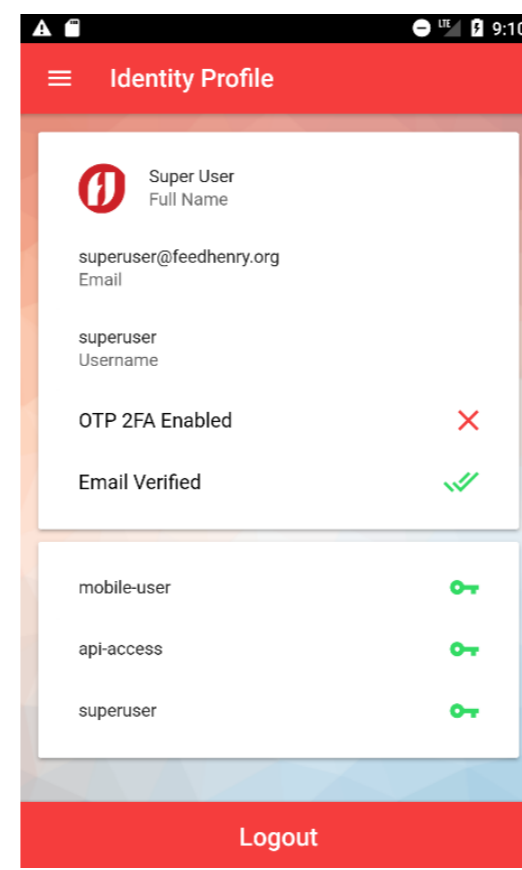 LTE 9:10
Identity Profile
Super User
Full Name
superuser@feedhenry.org
Email
superuser
Username
OTP 2FA Enabled
Email Verified
mobile-user
api-access
superuser
Logout